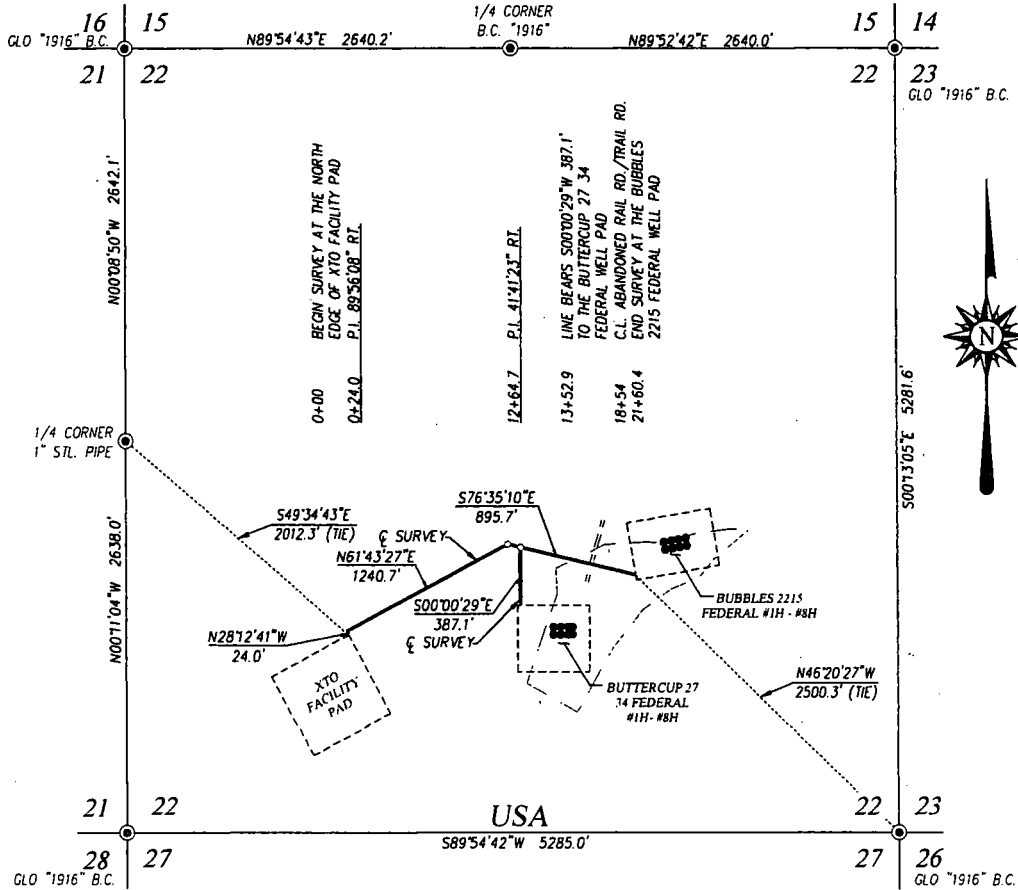 1/4 CORNER
B.C. "1916"
16 15
15 14
GLO "1916" B.C.
N89°54'43"E 2640.2'
N89°52'42"E 2640.0'
21 22
22 23
GLO "1916" B.C.
N00°08'50"W 2642.1'
0+00 BEGIN SURVEY AT THE NORTH
EDGE OF XTO FACILITY PAD
0+24.0 P.I. 89°56'08" RT.
12+64.7 P.I. 41°41'23" RT.
13+52.9 LINE BEARS S00°00'29"W 387.1'
TO THE BUTTERCUP 27 34
FEDERAL WELL PAD
18+54 C.L. ABANDONED RAIL RD./TRAIL RD.
21+60.4 END SURVEY AT THE BUBBLES
2215 FEDERAL WELL PAD
N
S00°13'05"E 5281.6'
1/4 CORNER
1" STL. PIPE
S49°34'43"E
2012.3' (TIE)
S76°35'10"E
895.7'
℄ SURVEY
N61°43'27"E
1240.7'
N00°11'04"W 2638.0'
S00°00'29"E
387.1'
℄ SURVEY
BUBBLES 2215
FEDERAL #1H - #8H
N28°12'41"W
24.0'
XTO
FACILITY
PAD
BUTTERCUP 27
34 FEDERAL
#1H- #8H
N46°20'27"W
2500.3' (TIE)
21 22
USA
22 23
S89°54'42"W 5285.0'
28 27
27 26
GLO "1916" B.C.
GLO "1916" B.C.